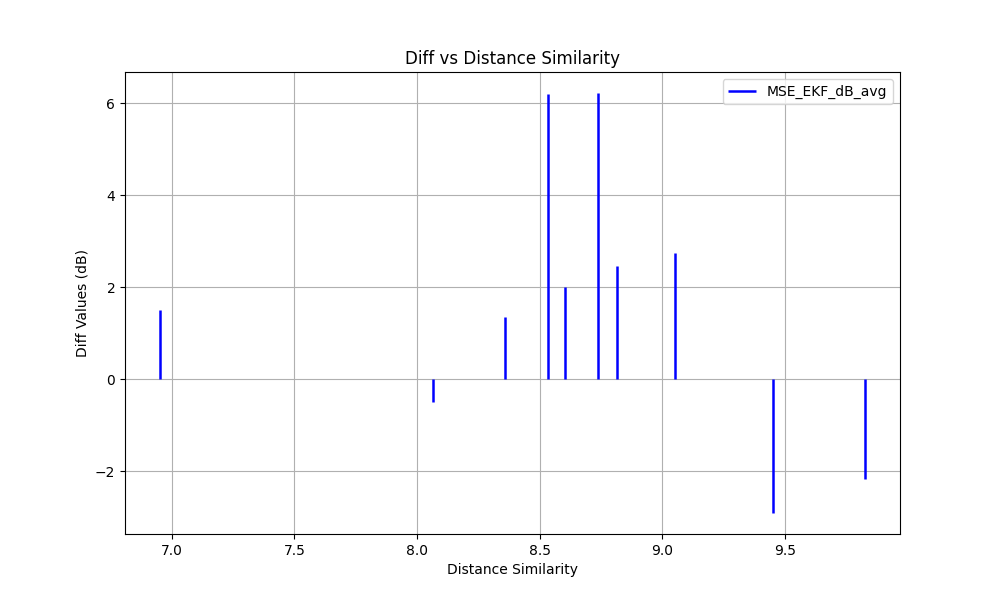 Diff vs Distance Similarity
MSE_EKF_dB_avg
Diff Values (dB)
6
4
2
0
−2
7.0 7.5 8.0 8.5 9.0 9.5
Distance Similarity